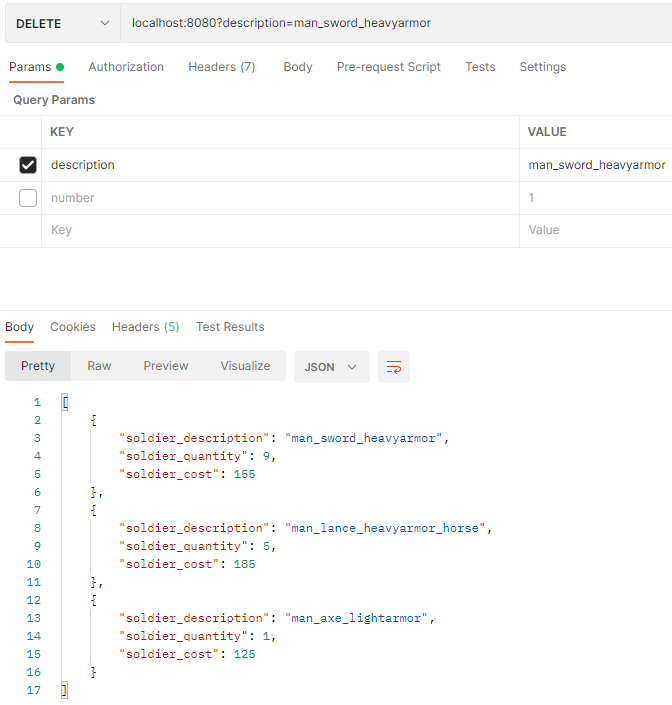 DELETE localhost:8080?description=man_sword_heavyarmor
Params Authorization Headers (7) Body Pre-request Script Tests Settings
Query Params
KEY VALUE
description man_sword_heavyarmor
number 1
Key Value
Body Cookies Headers (5) Test Results
Pretty Raw Preview Visualize JSON
1 [
2 {
3 "soldier_description": "man_sword_heavyarmor",
4 "soldier_quantity": 9,
5 "soldier_cost": 155
6 },
7 {
8 "soldier_description": "man_lance_heavyarmor_horse",
9 "soldier_quantity": 5,
10 "soldier_cost": 185
11 },
12 {
13 "soldier_description": "man_axe_lightarmor",
14 "soldier_quantity": 1,
15 "soldier_cost": 125
16 }
17 ]